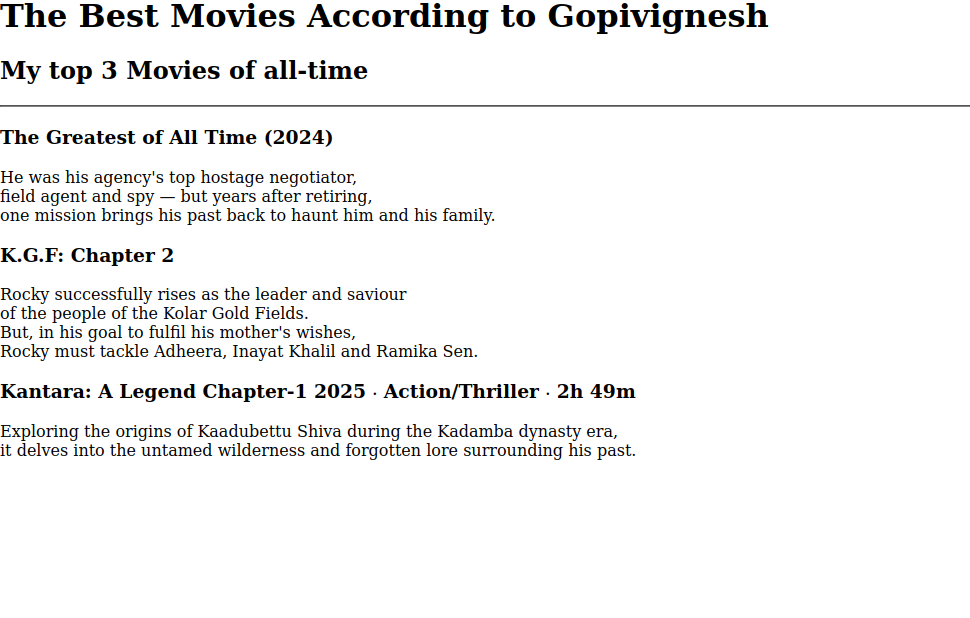 The Best Movies According to Gopivignesh
My top 3 Movies of all-time
The Greatest of All Time (2024)
He was his agency's top hostage negotiator,
field agent and spy — but years after retiring,
one mission brings his past back to haunt him and his family.
K.G.F: Chapter 2
Rocky successfully rises as the leader and saviour
of the people of the Kolar Gold Fields.
But, in his goal to fulfil his mother's wishes,
Rocky must tackle Adheera, Inayat Khalil and Ramika Sen.
Kantara: A Legend Chapter-1 2025 ‧ Action/Thriller ‧ 2h 49m
Exploring the origins of Kaadubettu Shiva during the Kadamba dynasty era,
it delves into the untamed wilderness and forgotten lore surrounding his past.